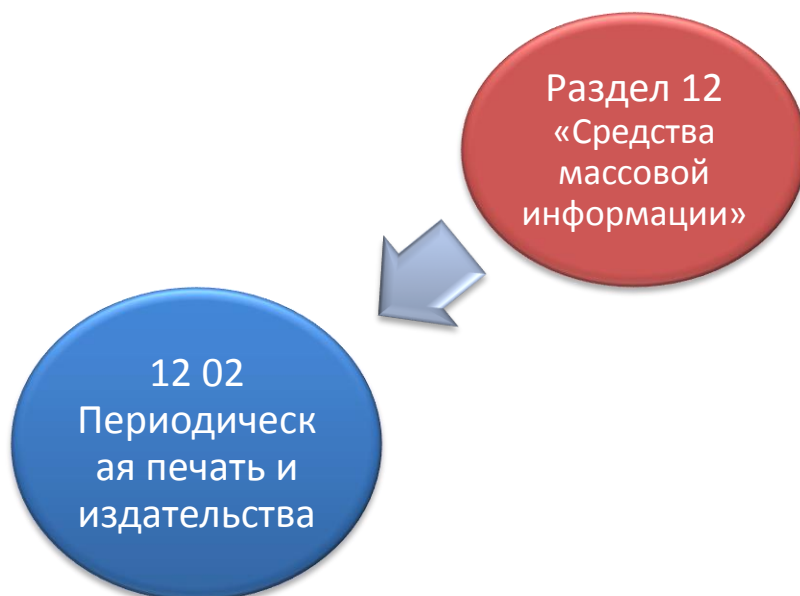 Раздел 12
«Средства
массовой
информации»
12 02
Периодическ
ая печать и
издательства